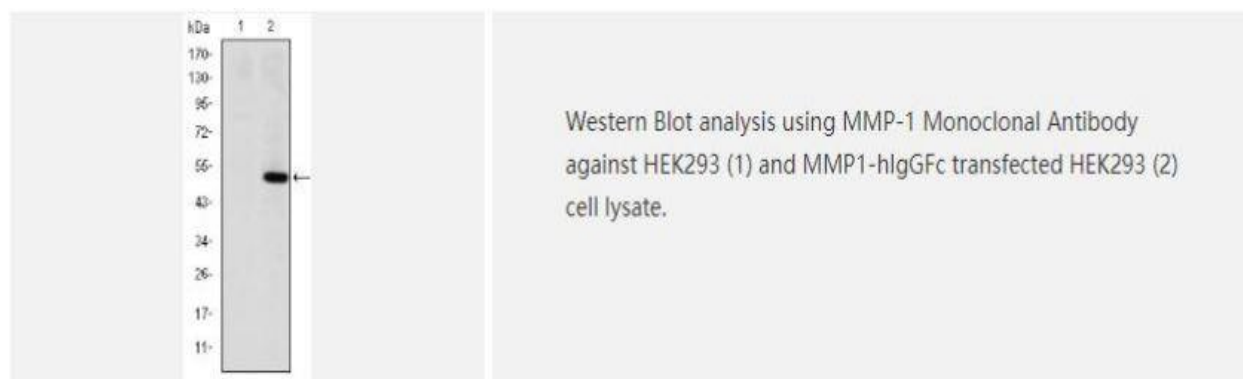 kDa 1 2
170-
130-
95-
72-
55-
43-
34-
26-
17-
11-
Western Blot analysis using MMP-1 Monoclonal Antibody
against HEK293 (1) and MMP1-hIgGFc transfected HEK293 (2)
cell lysate.